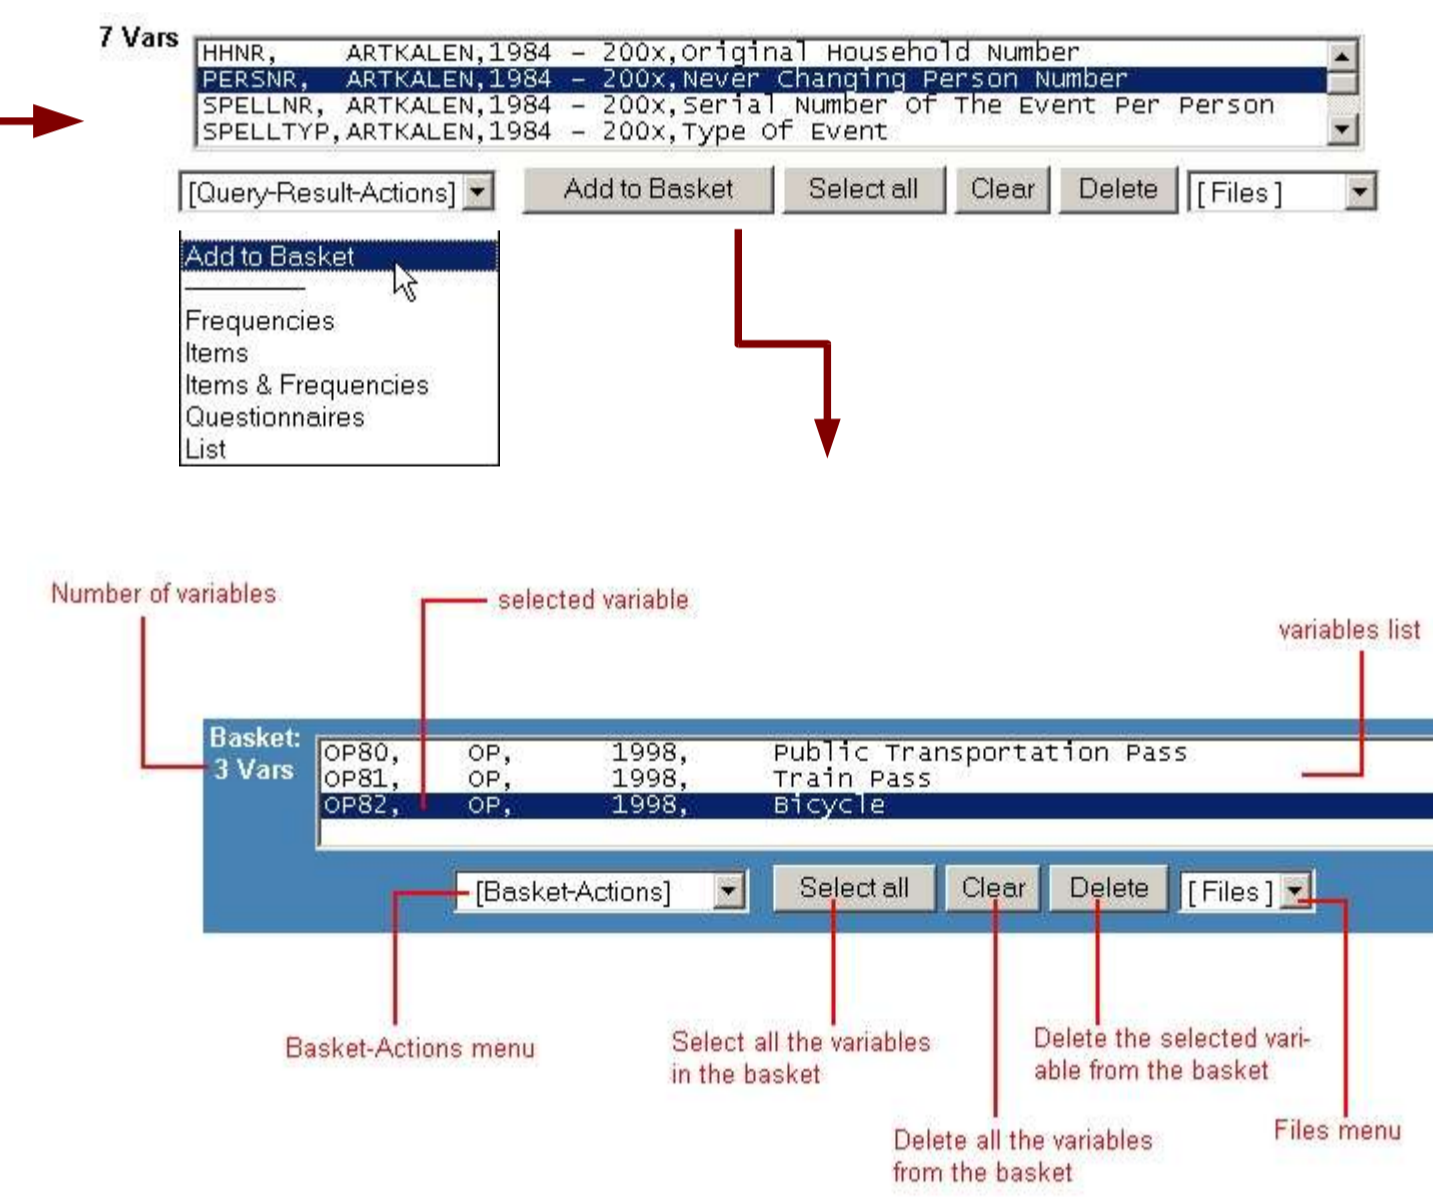 7 Vars
HHNR, ARTKALEN,1984 - 200x,Original Household Number
PERSNR, ARTKALEN,1984 - 200x,Never Changing Person Number
SPELLNR, ARTKALEN,1984 - 200x,Serial Number Of The Event Per Person
SPELLTYP,ARTKALEN,1984 - 200x,Type Of Event
[Query-Result-Actions] Add to Basket Select all Clear Delete [ Files ]
Add to Basket
Frequencies
Items
Items & Frequencies
Questionnaires
List
Number of variables
selected variable
variables list
Basket:
3 Vars
OP80, OP, 1998, Public Transportation Pass
OP81, OP, 1998, Train Pass
OP82, OP, 1998, Bicycle
[Basket-Actions] Select all Clear Delete [ Files ]
Basket-Actions menu
Select all the variables
in the basket
Delete the selected vari-
able from the basket
Delete all the variables
from the basket
Files menu